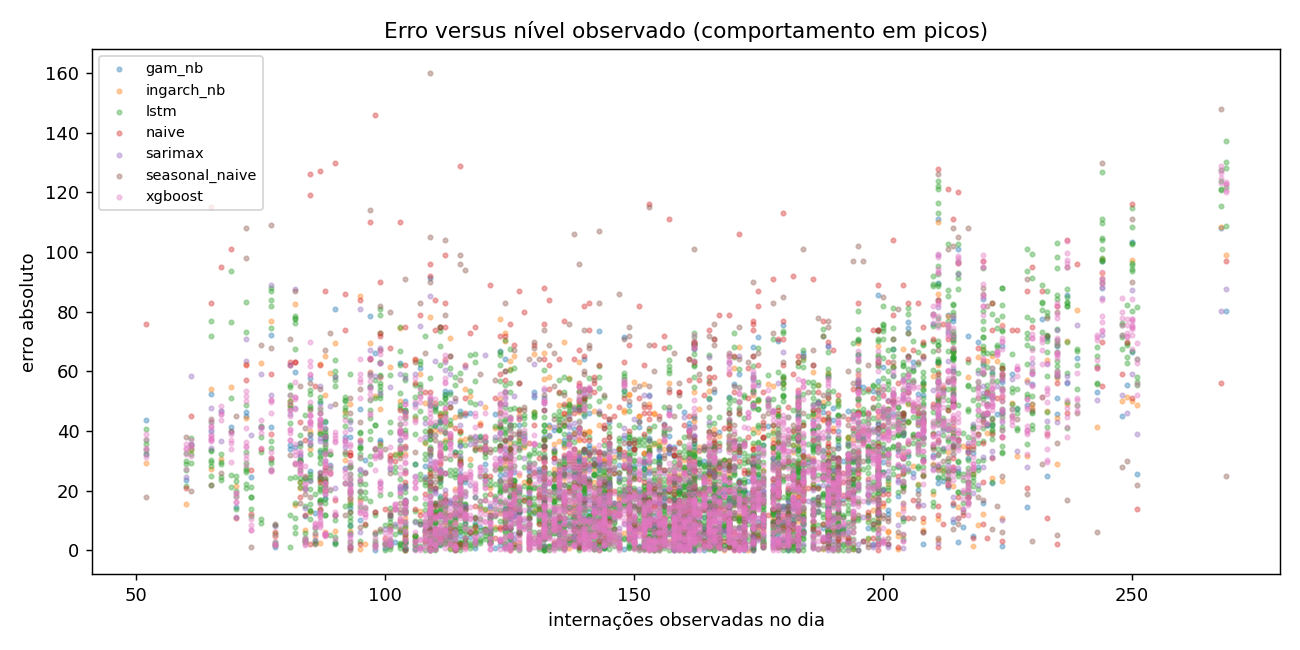 Erro versus nível observado (comportamento em picos)
gam_nb
ingarch_nb
lstm
naive
sarimax
seasonal_naive
xgboost
160
140
120
100
80
60
40
20
0
erro absoluto
50
100
150
200
250
internações observadas no dia